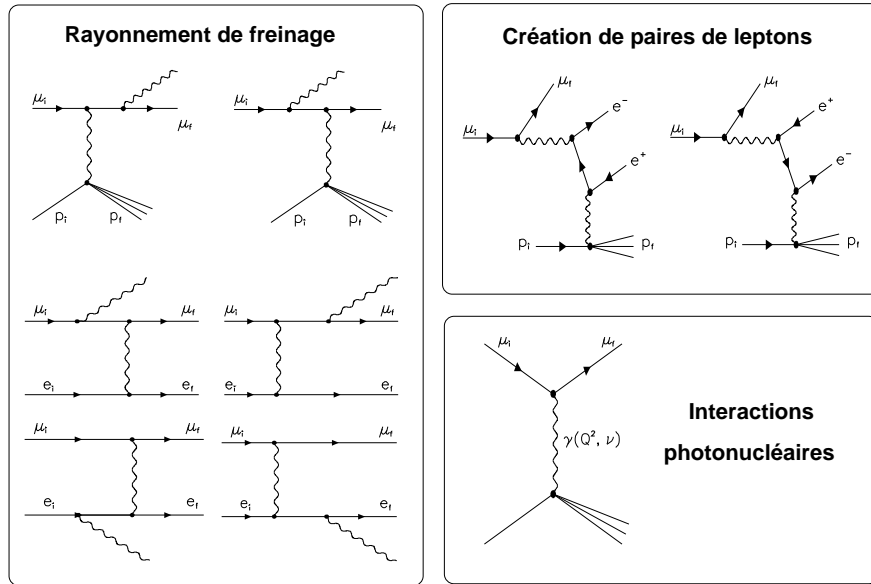 Rayonnement de freinage
μi
μf
pi
pf
μi
μf
pi
pf
μi
μf
ei
ef
μi
μf
ei
ef
μi
μf
ei
ef
μi
μf
ei
ef
Création de paires de leptons
μf
e⁻
μi
e⁺
pi
pf
μf
e⁺
μi
e⁻
pi
pf
μi
μf
γ(Q², ν)
Interactions
photonucléaires